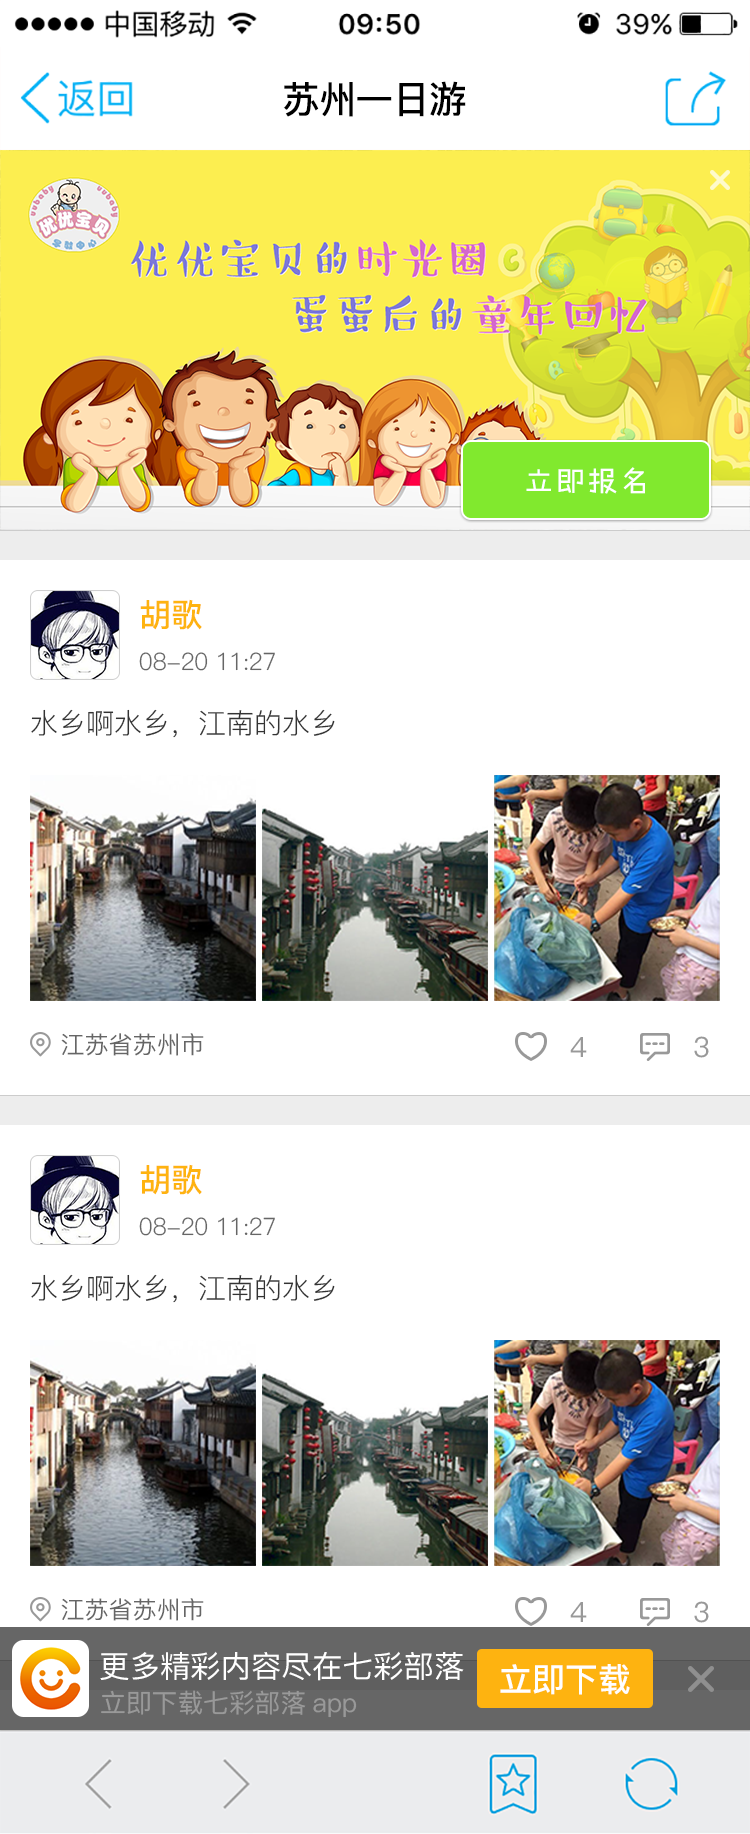 中国移动
09:50
39%
返回
苏州一日游
uubaby
uubaby
优优宝贝
优优宝贝的时光圈
蛋蛋后的童年回忆
立即报名
胡歌
08-20 11:27
水乡啊水乡，江南的水乡
江苏省苏州市
4
3
胡歌
08-20 11:27
水乡啊水乡，江南的水乡
江苏省苏州市
4
3
更多精彩内容尽在七彩部落
立即下载七彩部落 app
立即下载